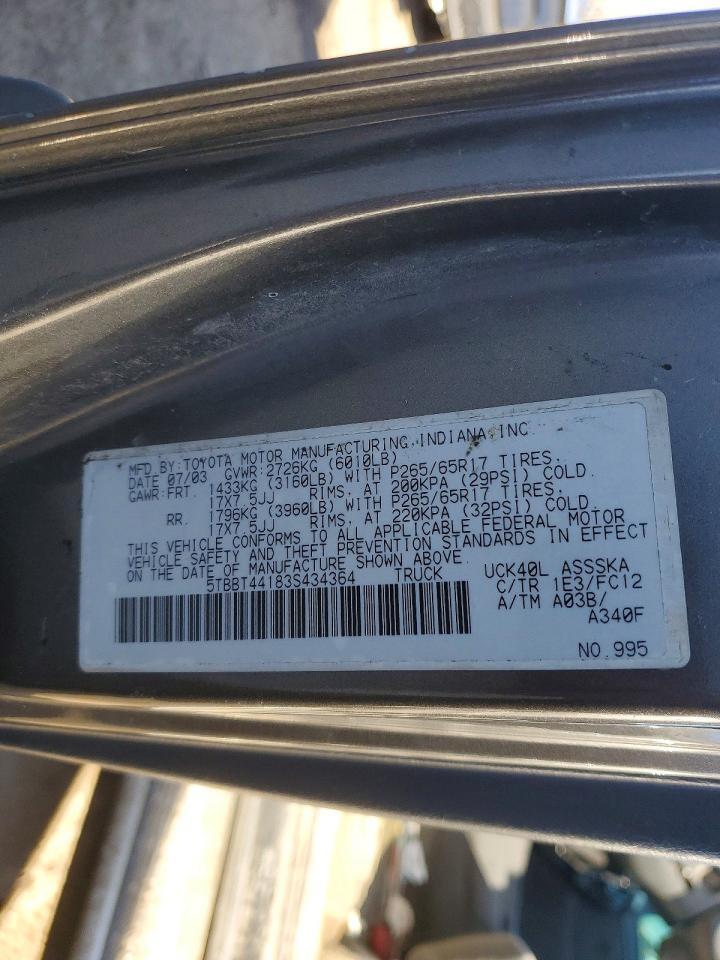 MFD.BY:TOYOTA MOTOR MANUFACTURING,INDIANA,INC
DATE 07/03 GVWR:2726KG (6010LB)
GAWR:FRT. 1433KG (3160LB) WITH P265/65R17 TIRES,
17X7.5JJ RIMS, AT 200KPA (29PSI) COLD.
RR. 1796KG (3960LB) WITH P265/65R17 TIRES,
17X7.5JJ RIMS, AT 220KPA (32PSI) COLD.
THIS VEHICLE CONFORMS TO ALL APPLICABLE FEDERAL MOTOR
VEHICLE SAFETY AND THEFT PREVENTION STANDARDS IN EFFECT
ON THE DATE OF MANUFACTURE SHOWN ABOVE.
5TBBT44183S434364 TRUCK
UCK40L ASSSKA
C/TR 1E3/FC12
A/TM A03B/
A340F
NO.995